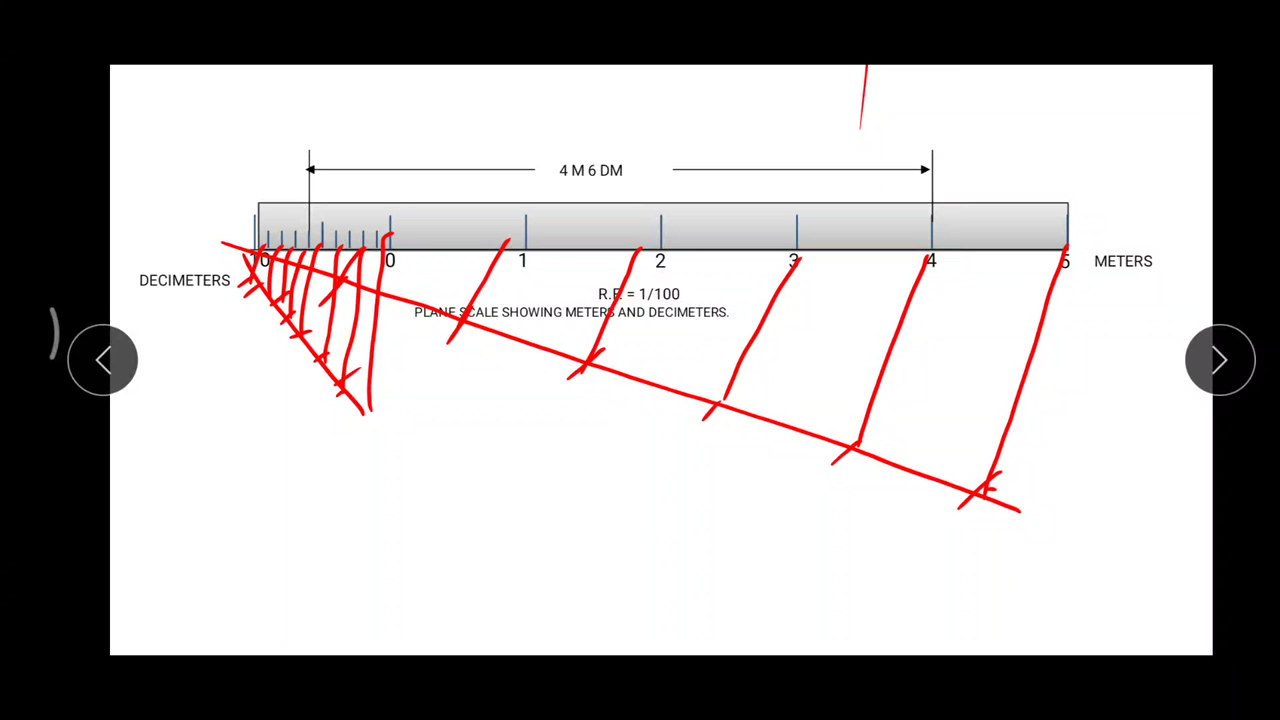 4 M 6 DM
10 0 1 2 3 4 5 METERS
DECIMETERS
R.F. = 1/100
PLANE SCALE SHOWING METERS AND DECIMETERS.